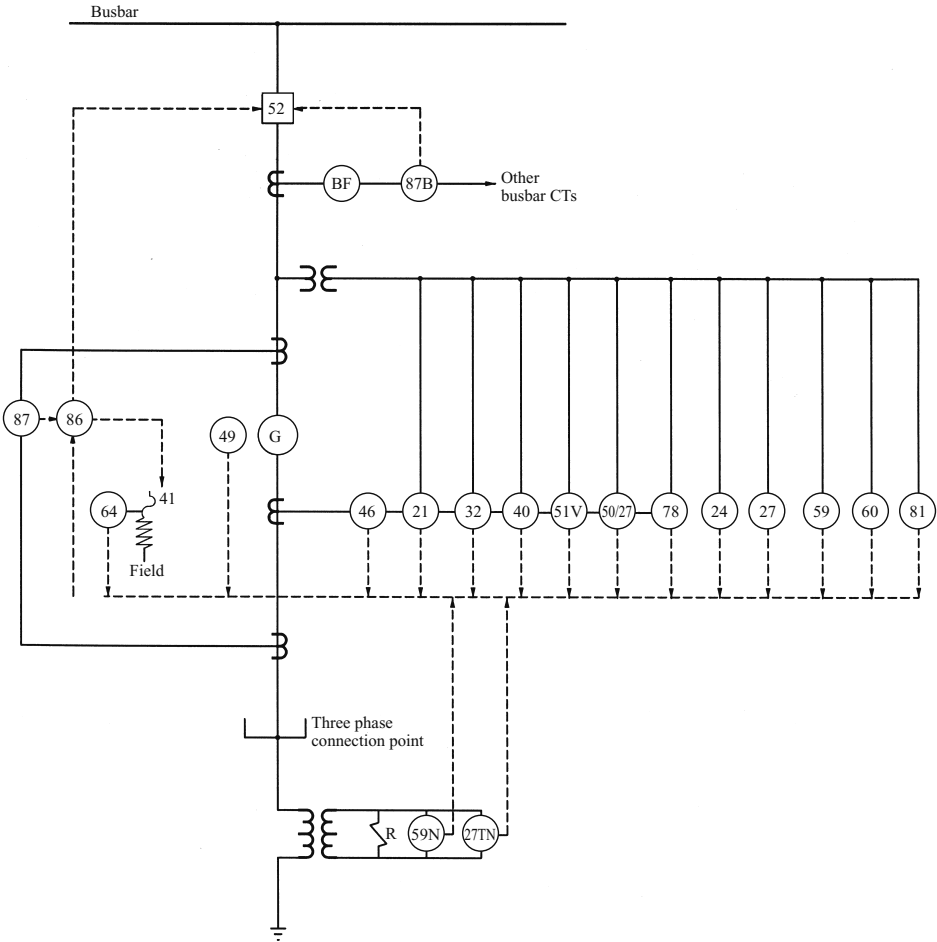 Busbar
52
BF
87B
Other
busbar CTs
87
86
49
G
64
41
46
21
32
40
51V
50/27
78
24
27
59
60
81
Field
Three phase
connection point
R
59N
27TN